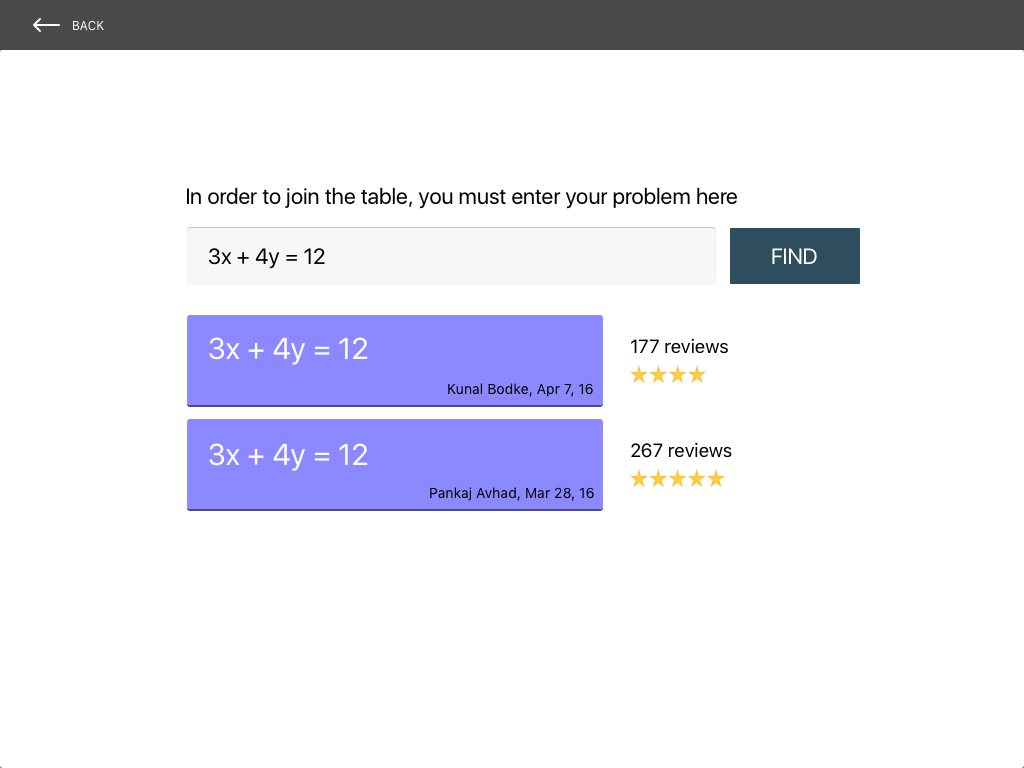 BACK
In order to join the table, you must enter your problem here
3x + 4y = 12
FIND
3x + 4y = 12
Kunal Bodke, Apr 7, 16
177 reviews
3x + 4y = 12
Pankaj Avhad, Mar 28, 16
267 reviews